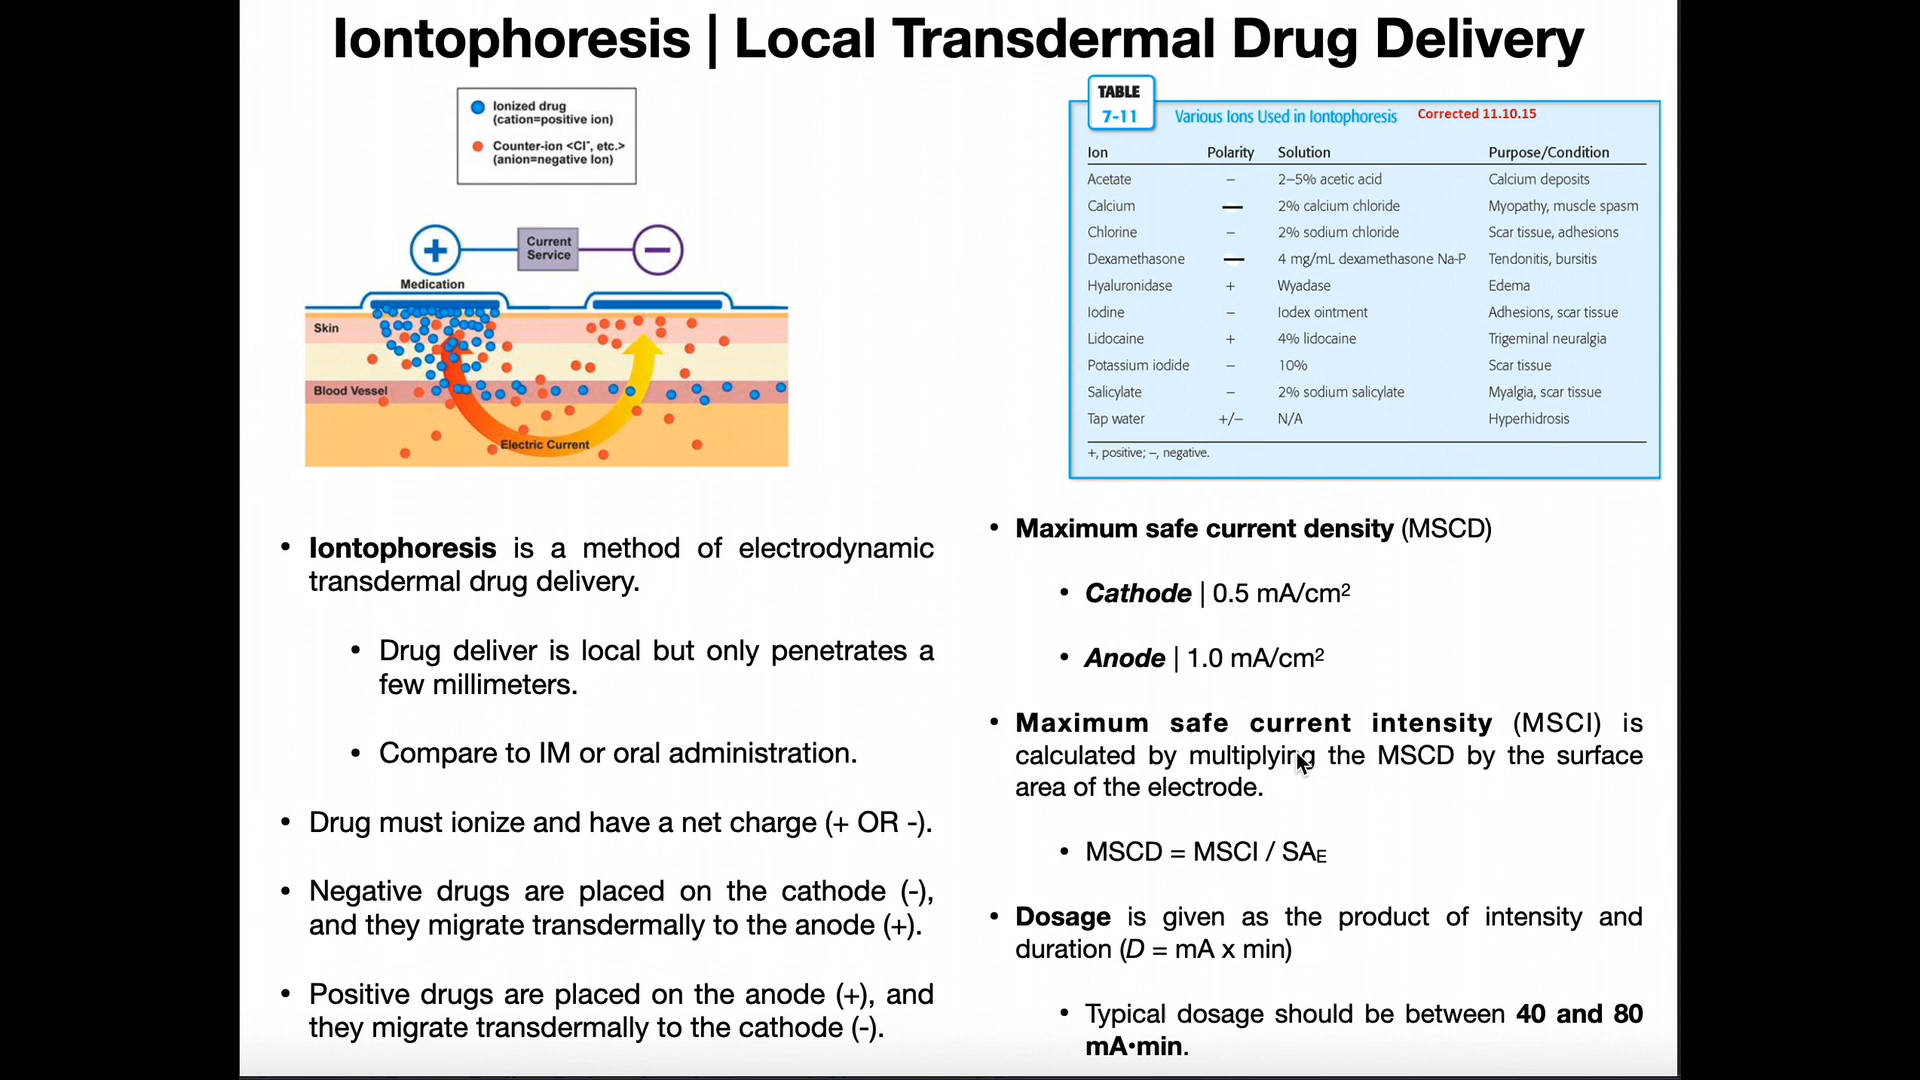 Iontophoresis | Local Transdermal Drug Delivery
Ionized drug
(cation=positive ion)
Counter-ion <Cl⁻, etc.>
(anion=negative Ion)
+
Current
Service
−
Medication
Skin
Blood Vessel
Electric Current
TABLE
7-11
Various Ions Used in Iontophoresis
Corrected 11.10.15
Ion Polarity Solution Purpose/Condition
Acetate − 2–5% acetic acid Calcium deposits
Calcium — 2% calcium chloride Myopathy, muscle spasm
Chlorine − 2% sodium chloride Scar tissue, adhesions
Dexamethasone — 4 mg/mL dexamethasone Na-P Tendonitis, bursitis
Hyaluronidase + Wyadase Edema
Iodine − Iodex ointment Adhesions, scar tissue
Lidocaine + 4% lidocaine Trigeminal neuralgia
Potassium iodide − 10% Scar tissue
Salicylate − 2% sodium salicylate Myalgia, scar tissue
Tap water +/− N/A Hyperhidrosis
+, positive; −, negative.
• Iontophoresis is a method of electrodynamic
transdermal drug delivery.
• Drug deliver is local but only penetrates a
few millimeters.
• Compare to IM or oral administration.
• Drug must ionize and have a net charge (+ OR -).
• Negative drugs are placed on the cathode (-),
and they migrate transdermally to the anode (+).
• Positive drugs are placed on the anode (+), and
they migrate transdermally to the cathode (-).
• Maximum safe current density (MSCD)
• Cathode | 0.5 mA/cm²
• Anode | 1.0 mA/cm²
• Maximum safe current intensity (MSCI) is
calculated by multiplying the MSCD by the surface
area of the electrode.
• MSCD = MSCI / SAE
• Dosage is given as the product of intensity and
duration (D = mA x min)
• Typical dosage should be between 40 and 80
mA•min.